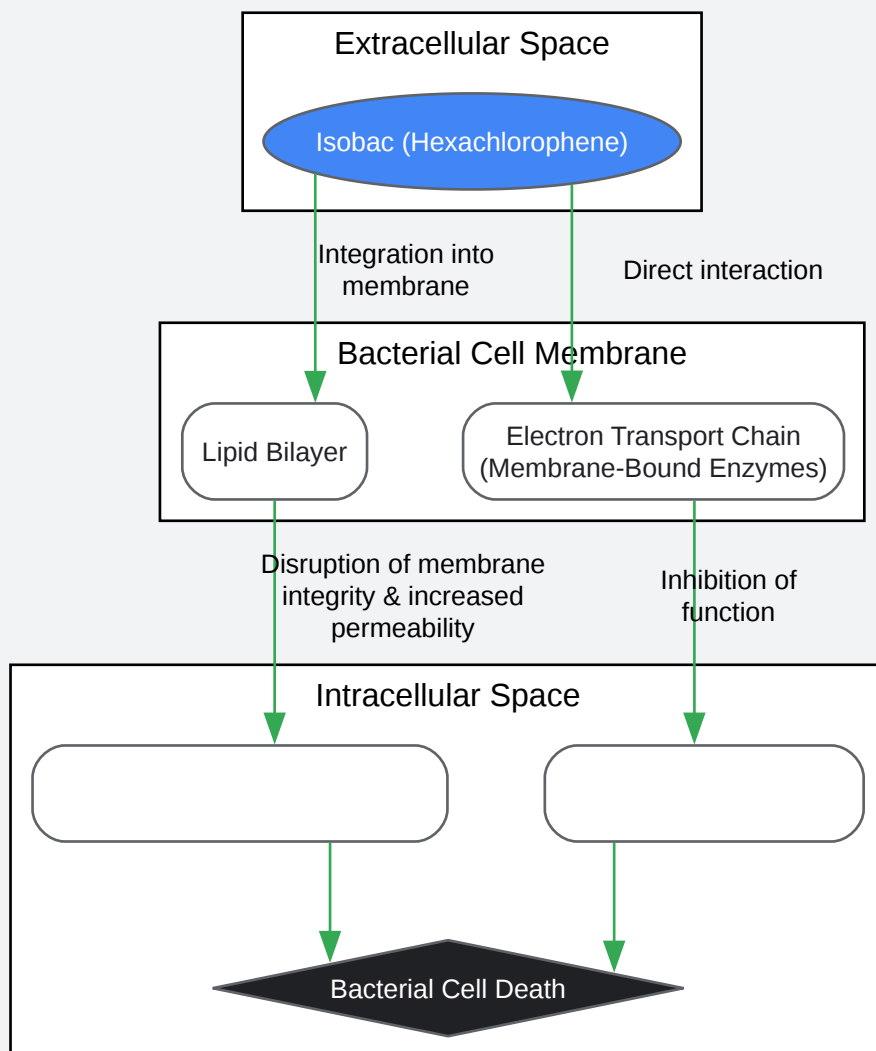 Extracellular Space
Isobac (Hexachlorophene)
Integration into
membrane
Direct interaction
Bacterial Cell Membrane
Lipid Bilayer
Electron Transport Chain
(Membrane-Bound Enzymes)
Disruption of membrane
integrity & increased
permeability
Inhibition of
function
Intracellular Space
Bacterial Cell Death